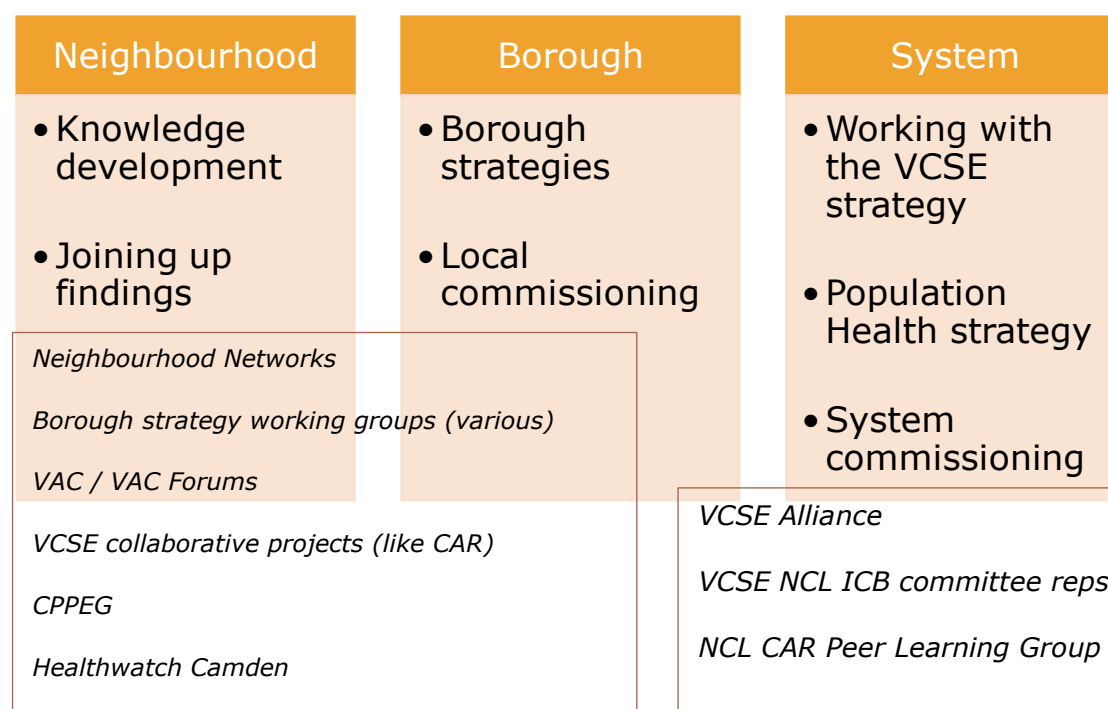 Neighbourhood
• Knowledge
development
• Joining up
findings
Borough
• Borough
strategies
• Local
commissioning
System
• Working with
the VCSE
strategy
• Population
Health strategy
• System
commissioning
Neighbourhood Networks
Borough strategy working groups (various)
VAC / VAC Forums
VCSE collaborative projects (like CAR)
CPPEG
Healthwatch Camden
VCSE Alliance
VCSE NCL ICB committee reps
NCL CAR Peer Learning Group